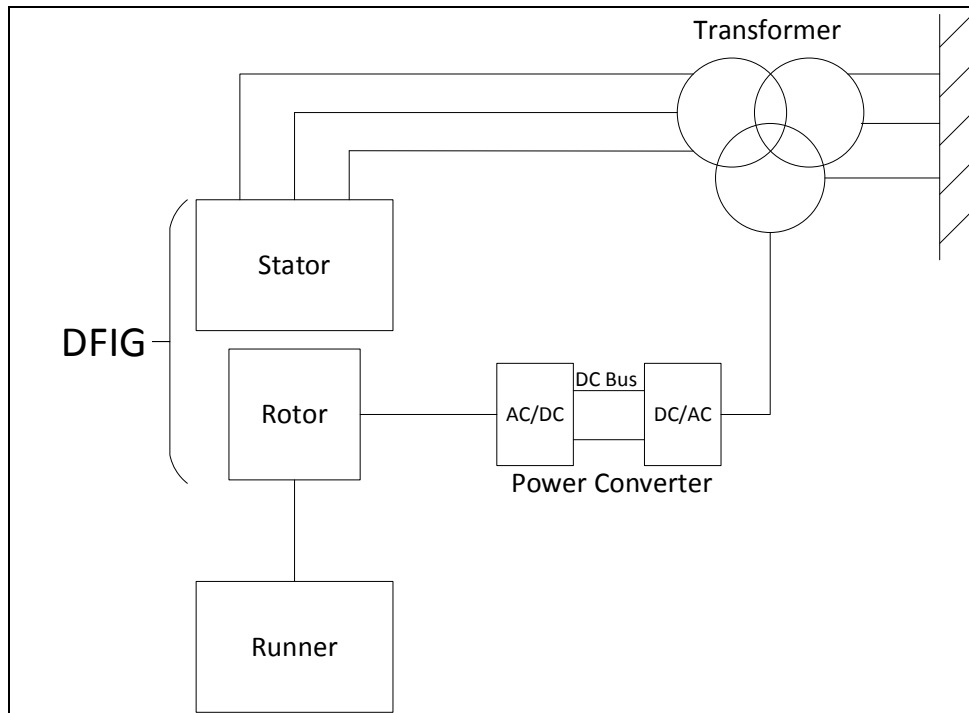 Transformer
Stator
DFIG
Rotor
AC/DC
DC Bus
DC/AC
Power Converter
Runner